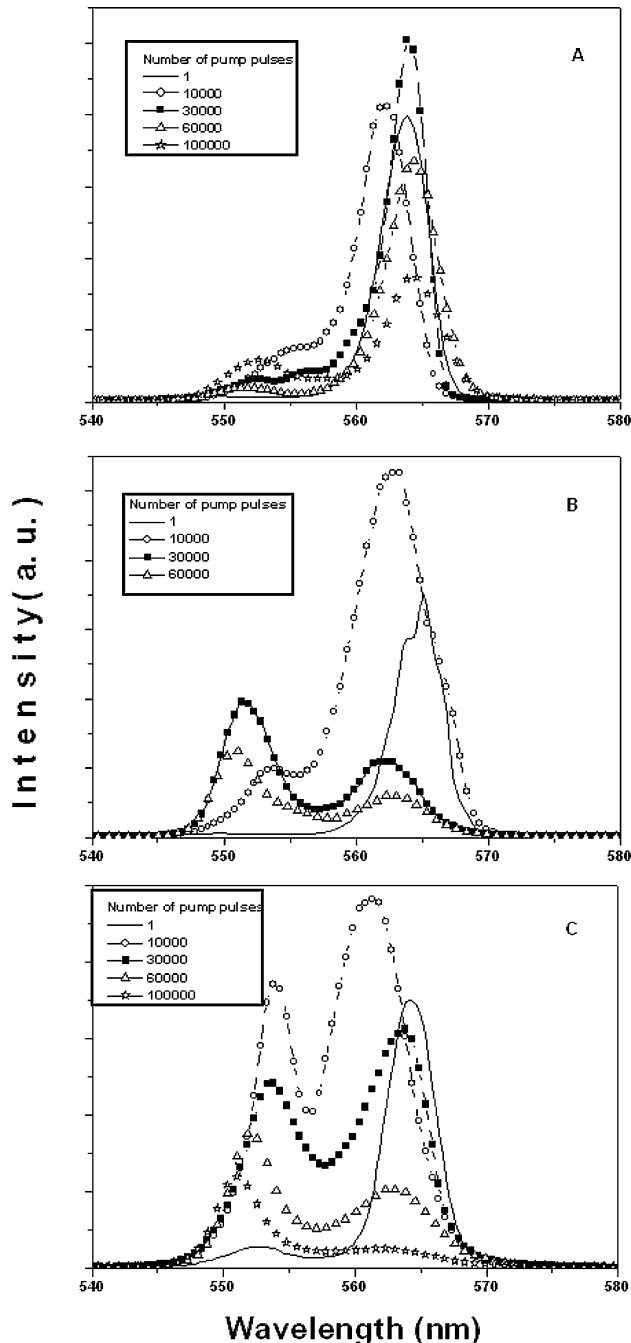 A
Number of pump pulses
1
10000
30000
60000
100000
540 550 560 570 580
B
Number of pump pulses
1
10000
30000
60000
540 550 560 570 580
Intensity(a.u.)
C
Number of pump pulses
1
10000
30000
60000
100000
540 550 560 570 580
Wavelength (nm)